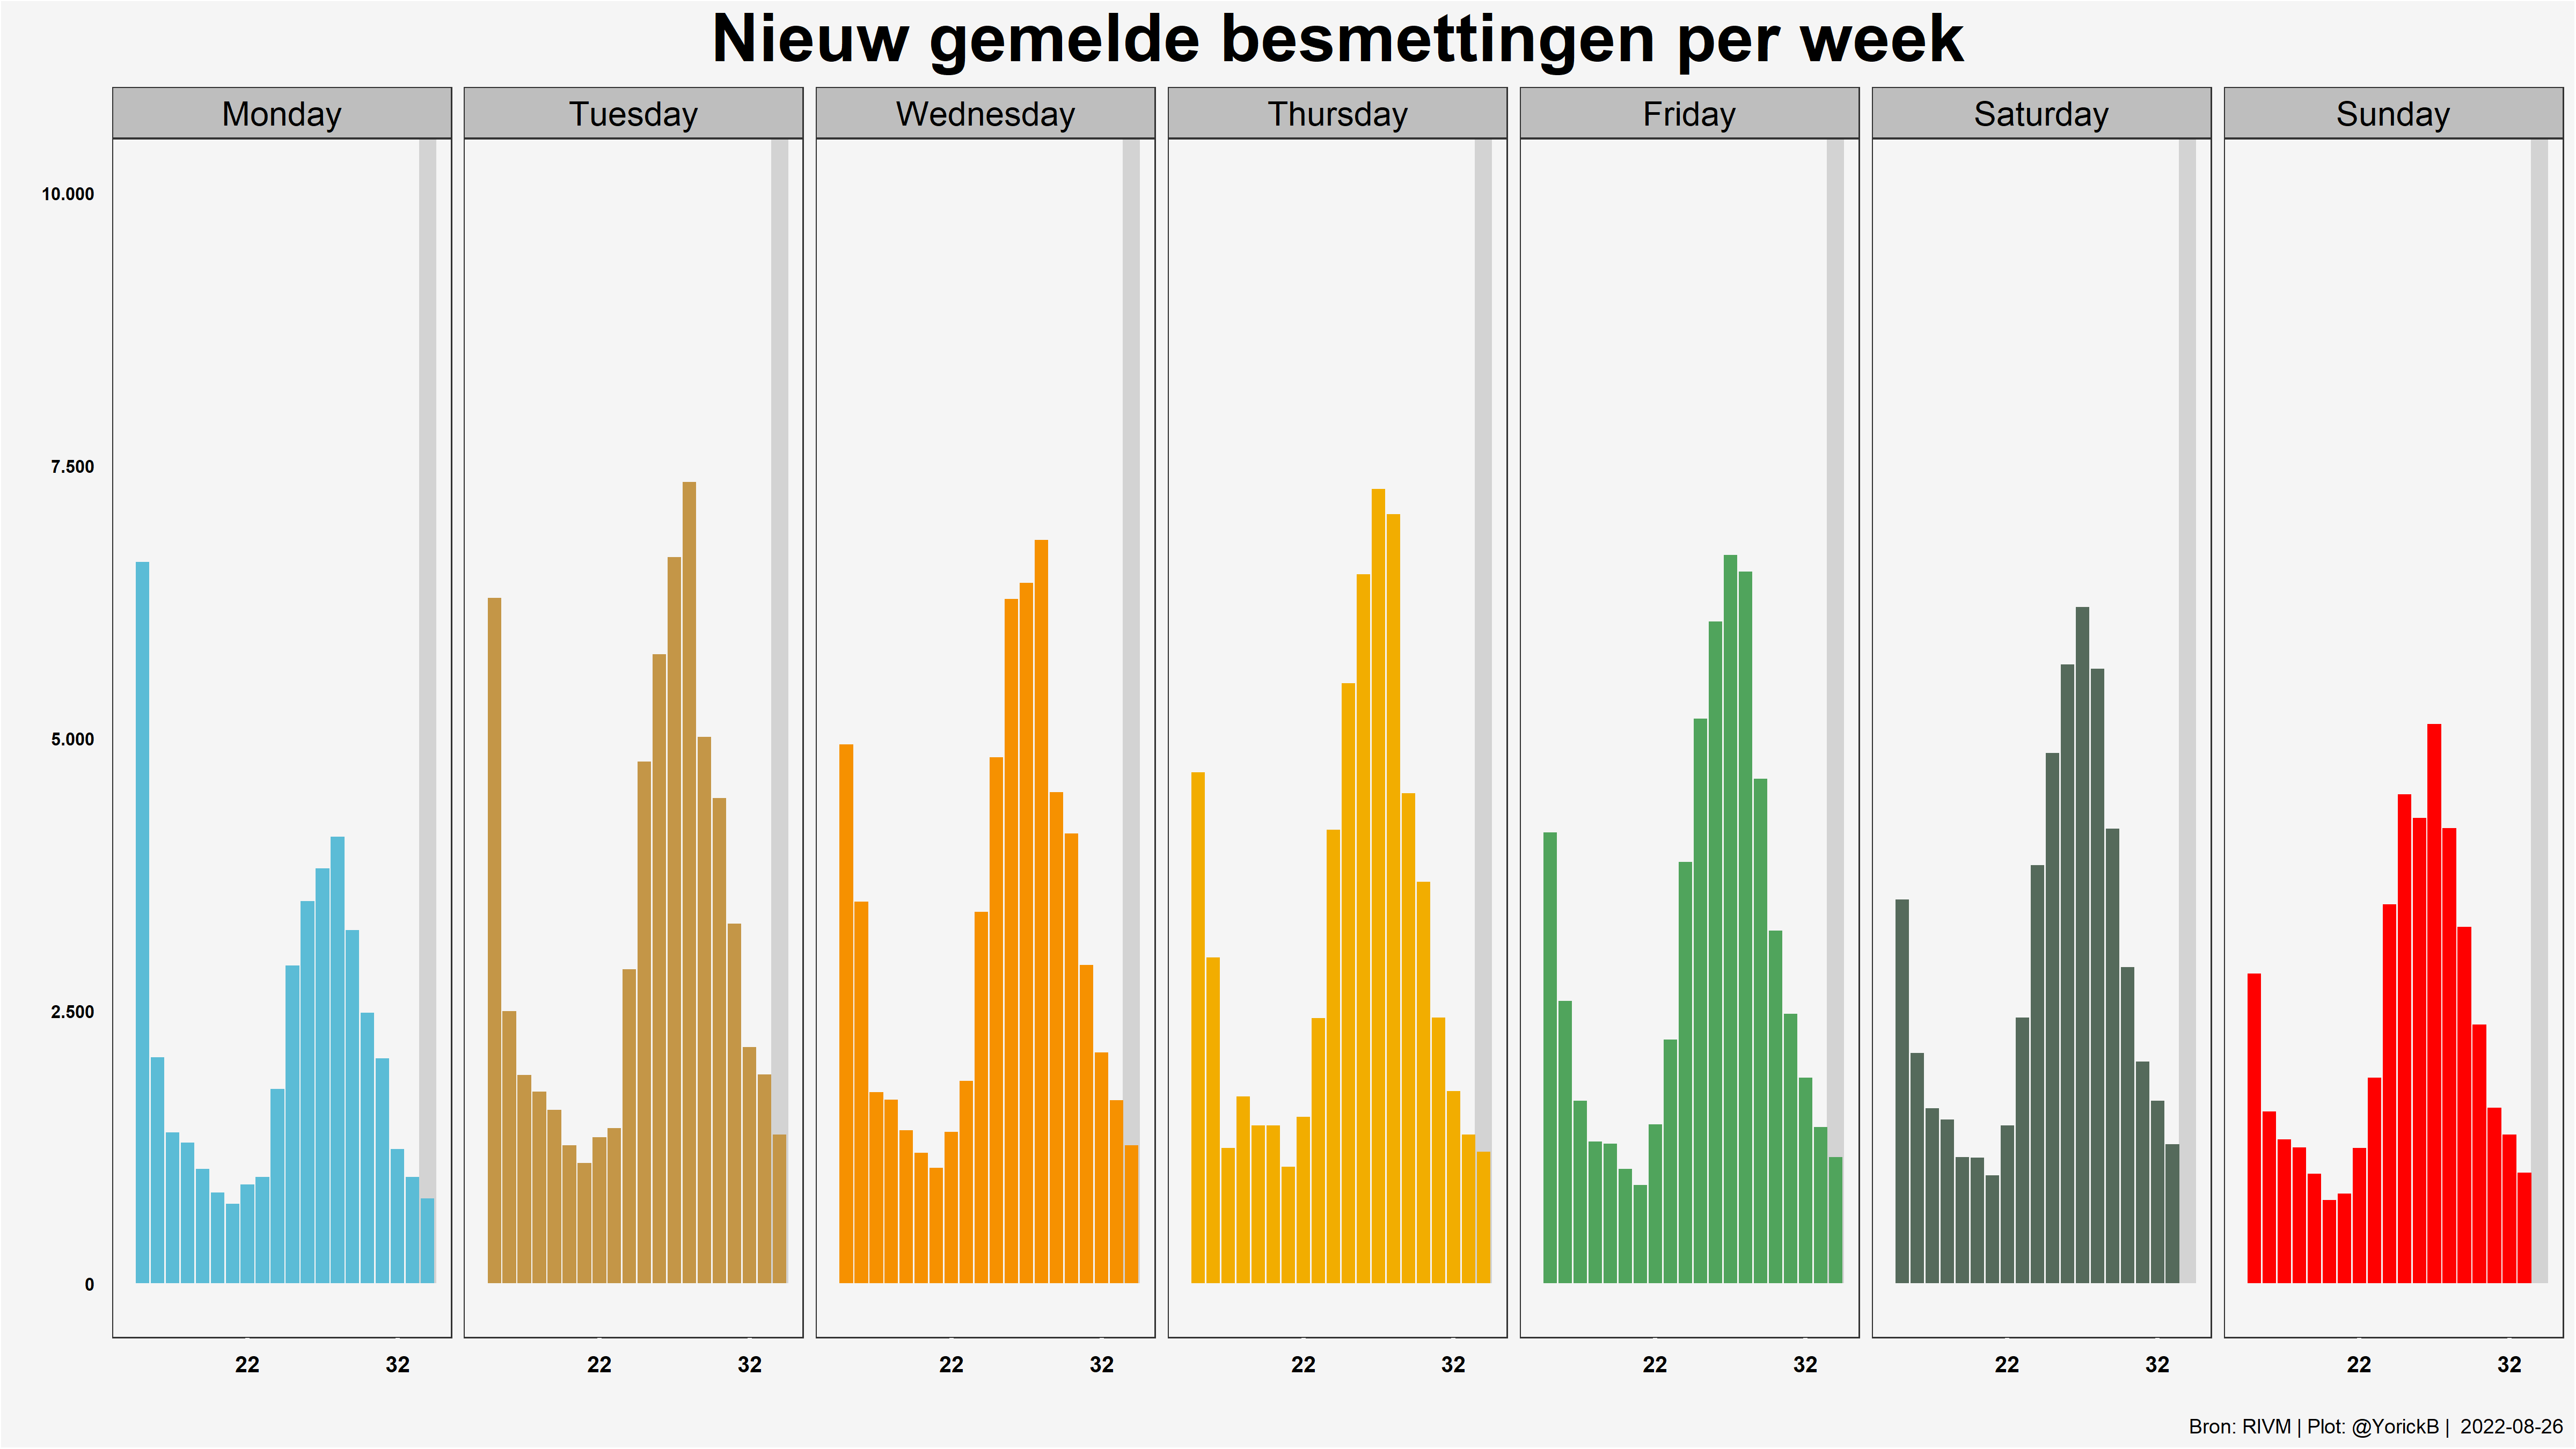 Nieuw gemelde besmettingen per week
Monday Tuesday Wednesday Thursday Friday Saturday Sunday
10.000
7.500
5.000
2.500
0
22 32 22 32 22 32 22 32 22 32 22 32 22 32
Bron: RIVM | Plot: @YorickB | 2022-08-26